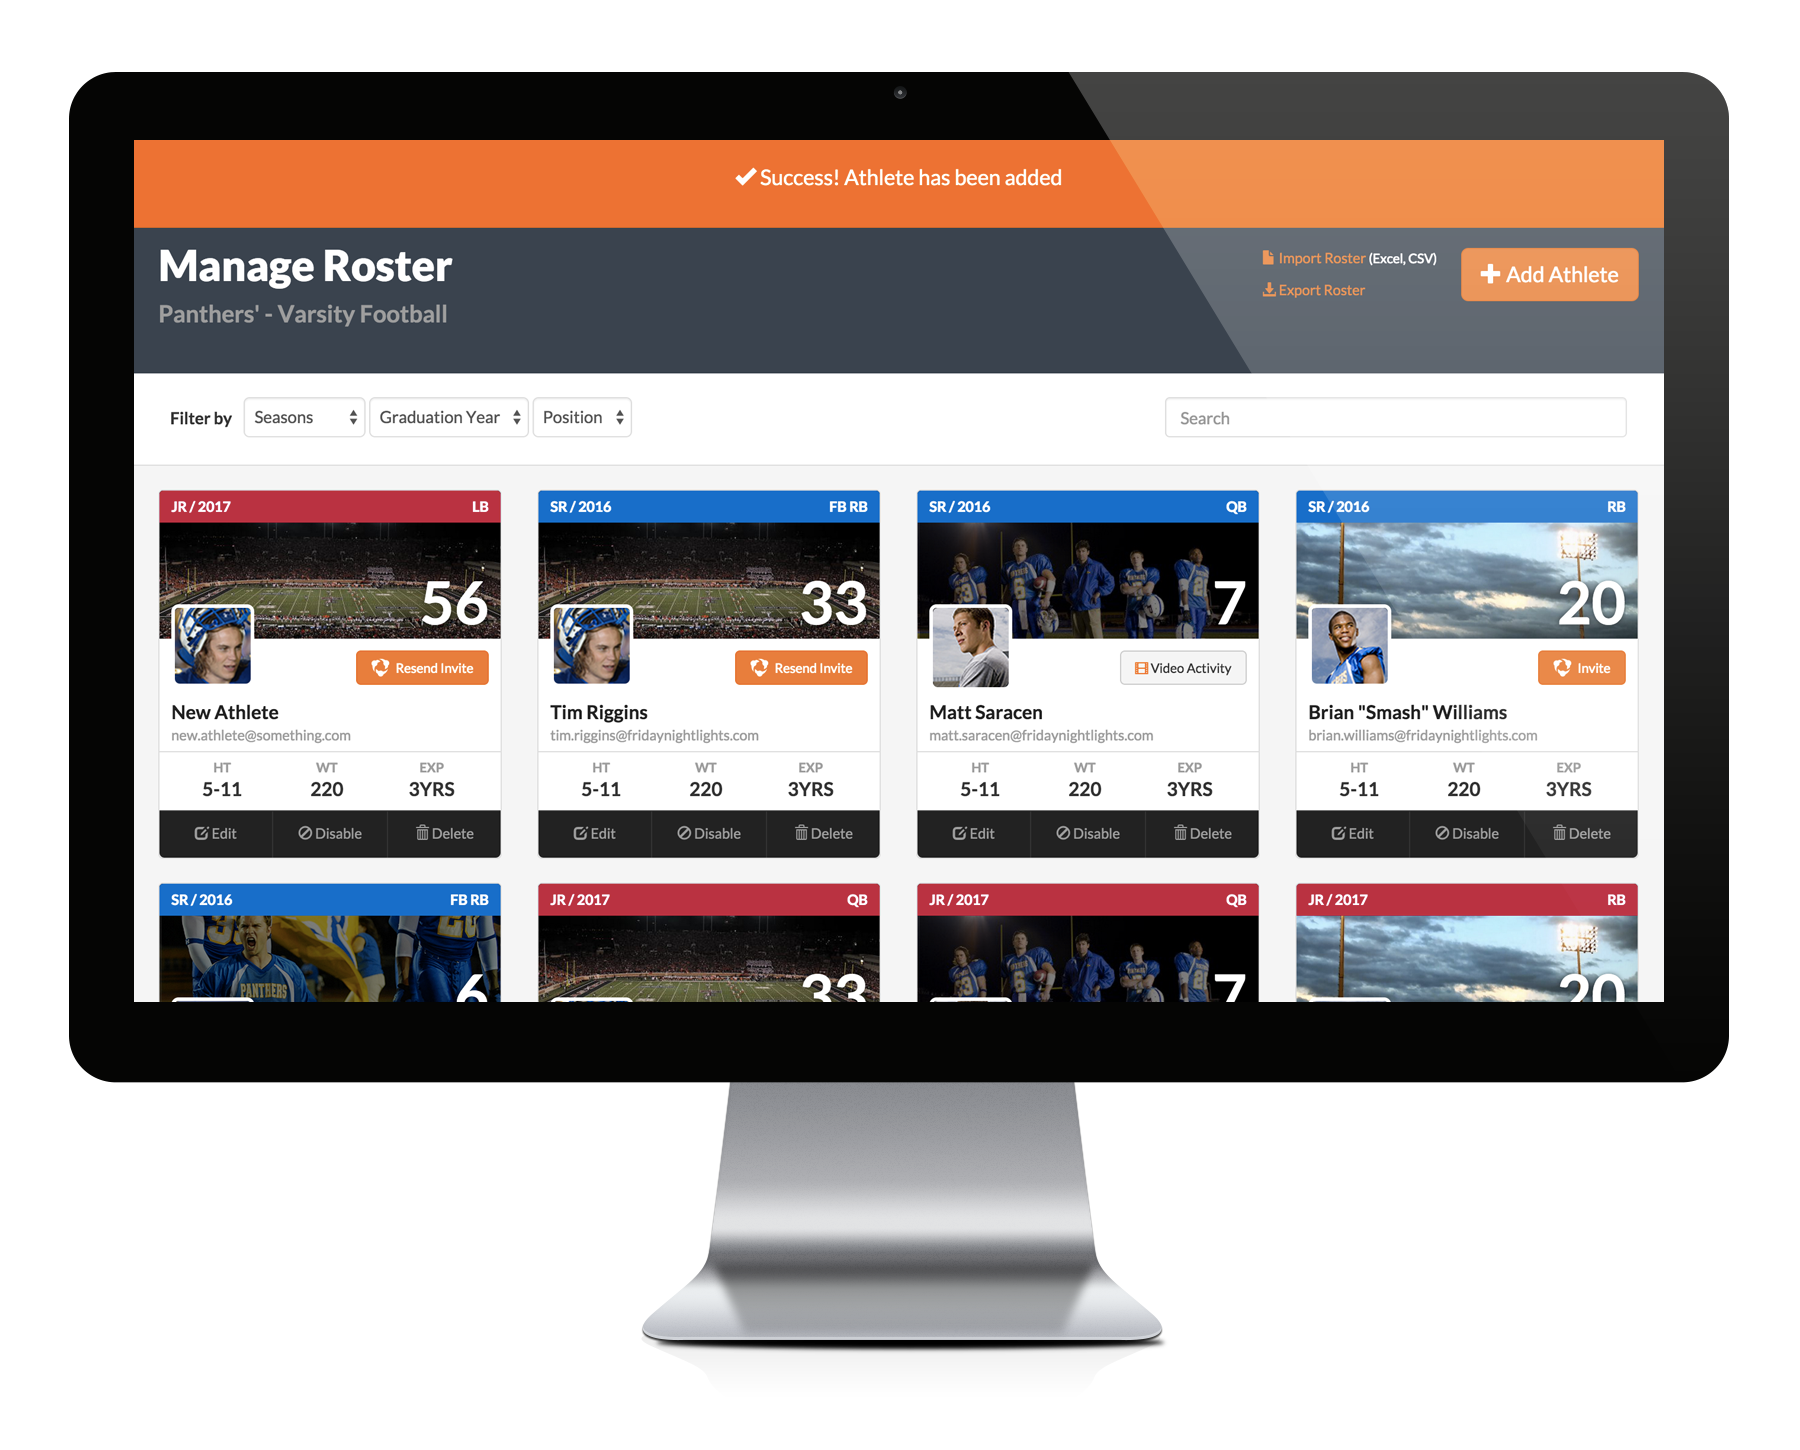 Success! Athlete has been added
Manage Roster
Panthers' - Varsity Football
Import Roster (Excel, CSV)
Export Roster
Add Athlete
Filter by
Seasons
Graduation Year
Position
Search
JR / 2017 LB
56
Resend Invite
New Athlete
new.athlete@something.com
HT WT EXP
5-11 220 3YRS
Edit Disable Delete
SR / 2016 FB RB
33
Resend Invite
Tim Riggins
tim.riggins@fridaynightlights.com
HT WT EXP
5-11 220 3YRS
Edit Disable Delete
SR / 2016 QB
7
Video Activity
Matt Saracen
matt.saracen@fridaynightlights.com
HT WT EXP
5-11 220 3YRS
Edit Disable Delete
SR / 2016 RB
20
Invite
Brian "Smash" Williams
brian.williams@fridaynightlights.com
HT WT EXP
5-11 220 3YRS
Edit Disable Delete
SR / 2016 FB RB
PANTHERS
6
JR / 2017 QB
33
JR / 2017 QB
7
JR / 2017 RB
20